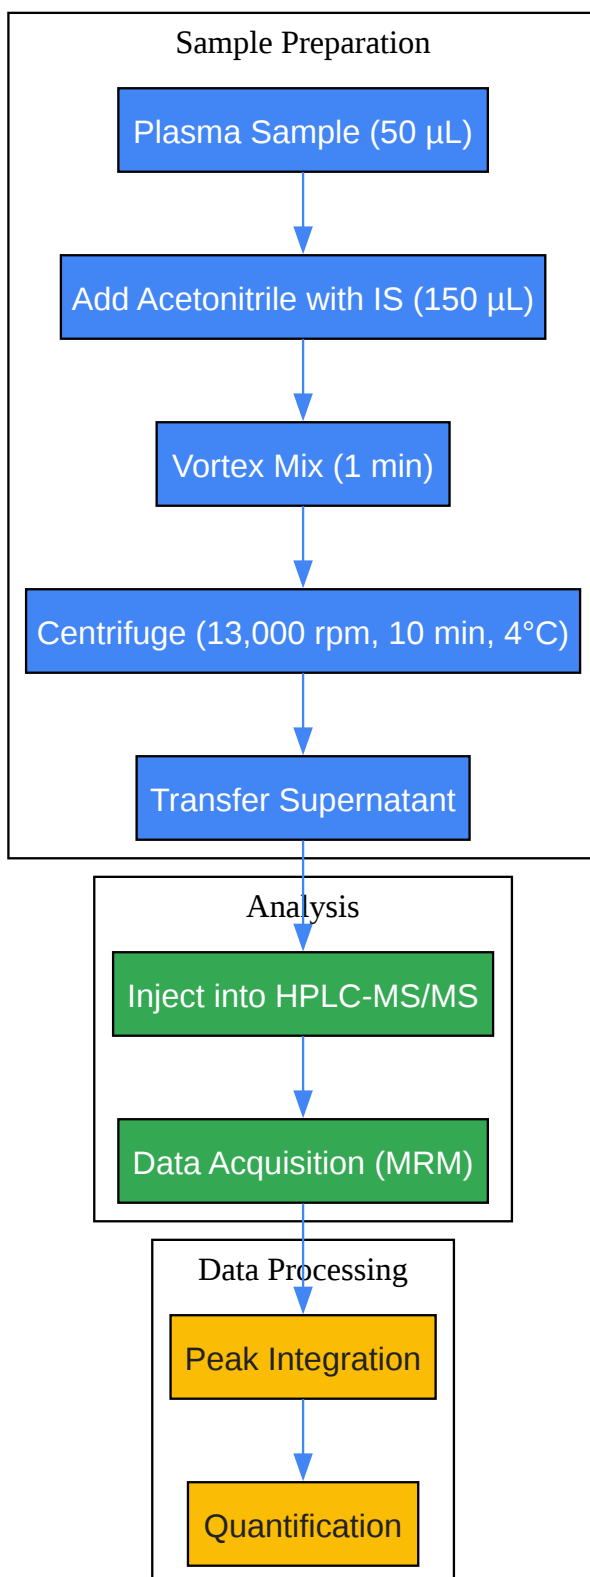 Sample Preparation
Plasma Sample (50 µL)
Add Acetonitrile with IS (150 µL)
Vortex Mix (1 min)
Centrifuge (13,000 rpm, 10 min, 4°C)
Transfer Supernatant
Analysis
Inject into HPLC-MS/MS
Data Acquisition (MRM)
Data Processing
Peak Integration
Quantification